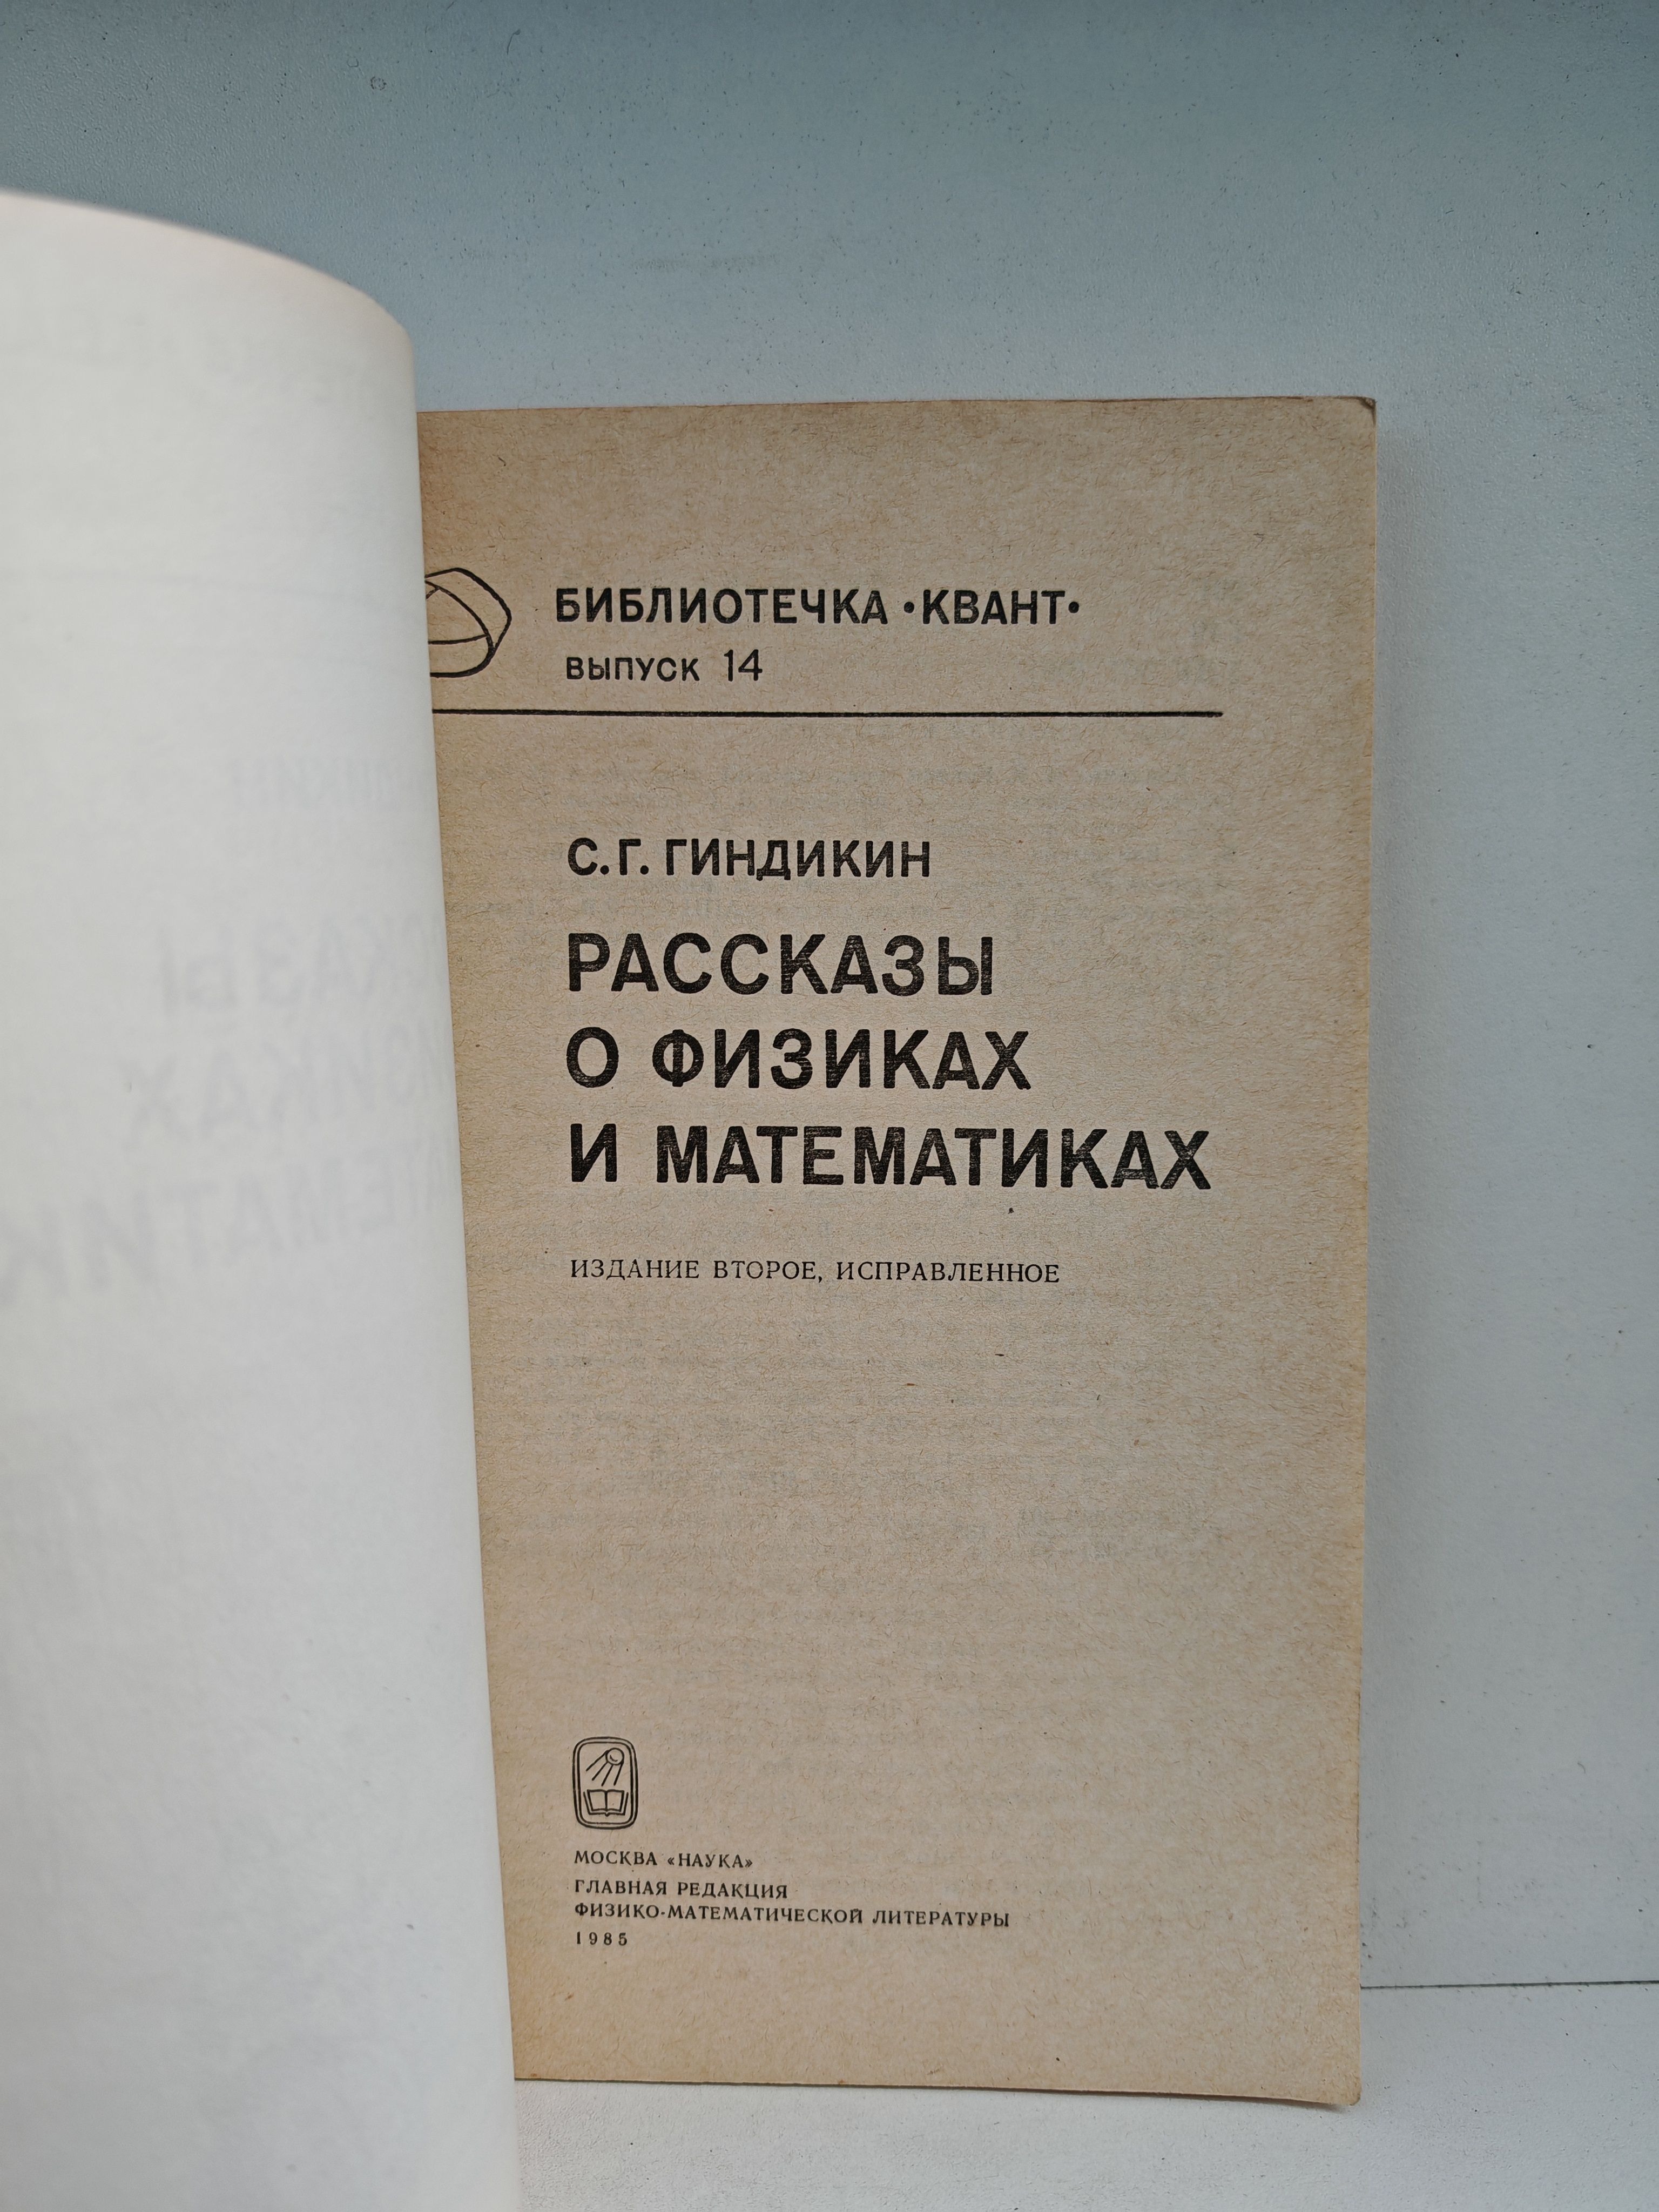 БИБЛИОТЕЧКА •КВАНТ•
ВЫПУСК 14
С. Г. ГИНДИКИН
РАССКАЗЫ
О ФИЗИКАХ
И МАТЕМАТИКАХ
ИЗДАНИЕ ВТОРОЕ, ИСПРАВЛЕННОЕ
МОСКВА «НАУКА»
ГЛАВНАЯ РЕДАКЦИЯ
ФИЗИКО-МАТЕМАТИЧЕСКОЙ ЛИТЕРАТУРЫ
1985